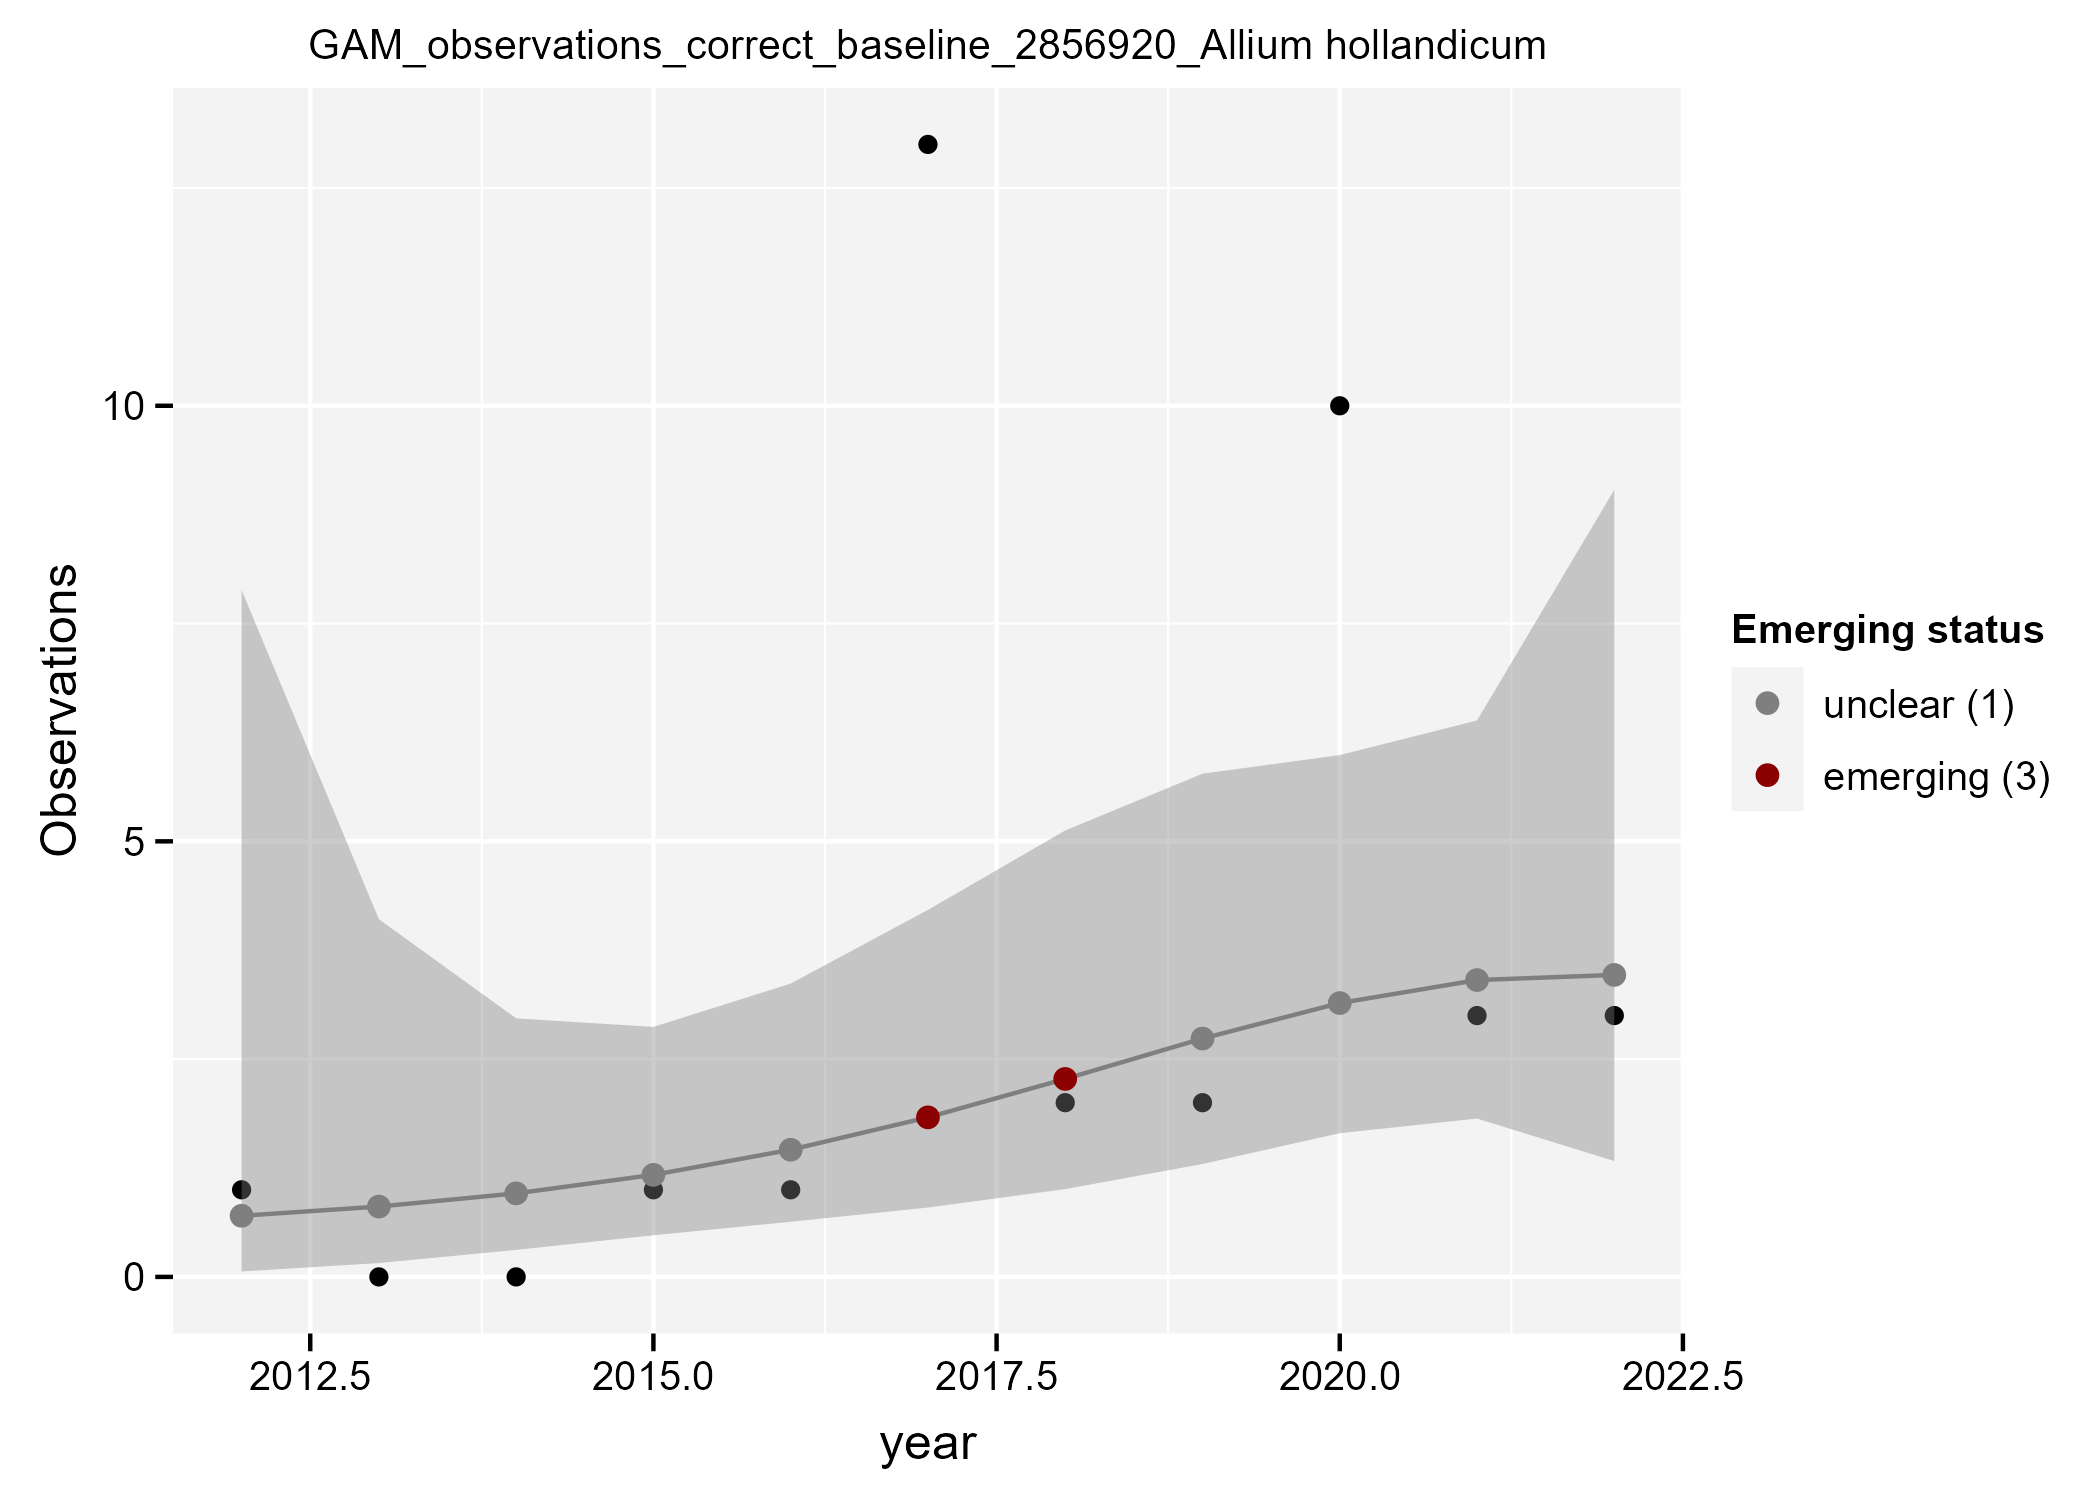 GAM_observations_correct_baseline_2856920_Allium hollandicum
Observations
10
5
0
2012.5
2015.0
2017.5
2020.0
2022.5
year
Emerging status
unclear (1)
emerging (3)